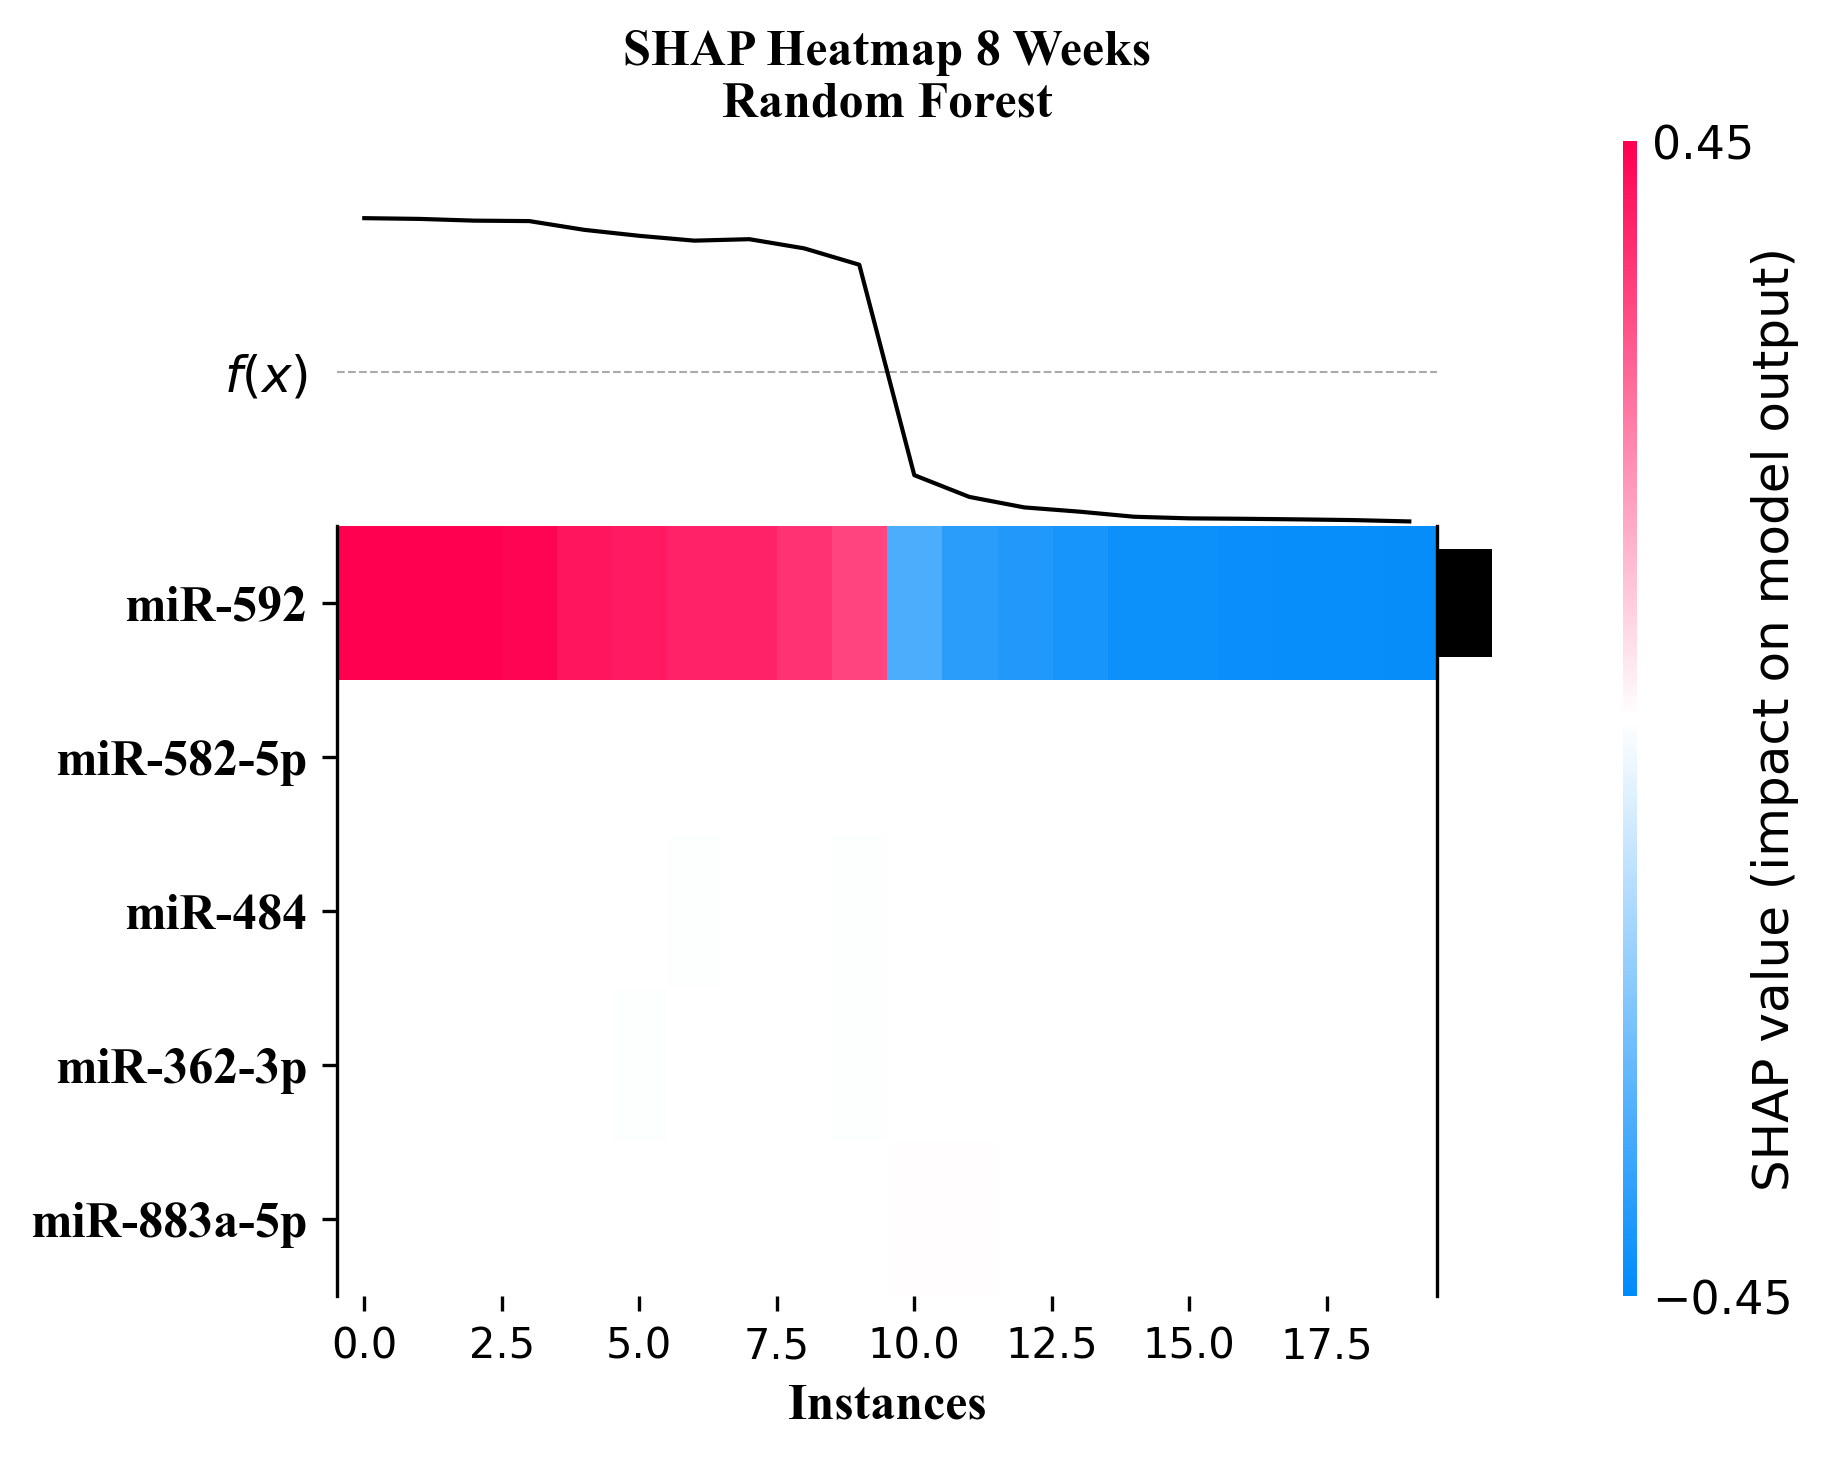 SHAP Heatmap 8 Weeks
Random Forest
f(x)
miR-592
miR-582-5p
miR-484
miR-362-3p
miR-883a-5p
0.0 2.5 5.0 7.5 10.0 12.5 15.0 17.5
Instances
0.45
SHAP value (impact on model output)
−0.45